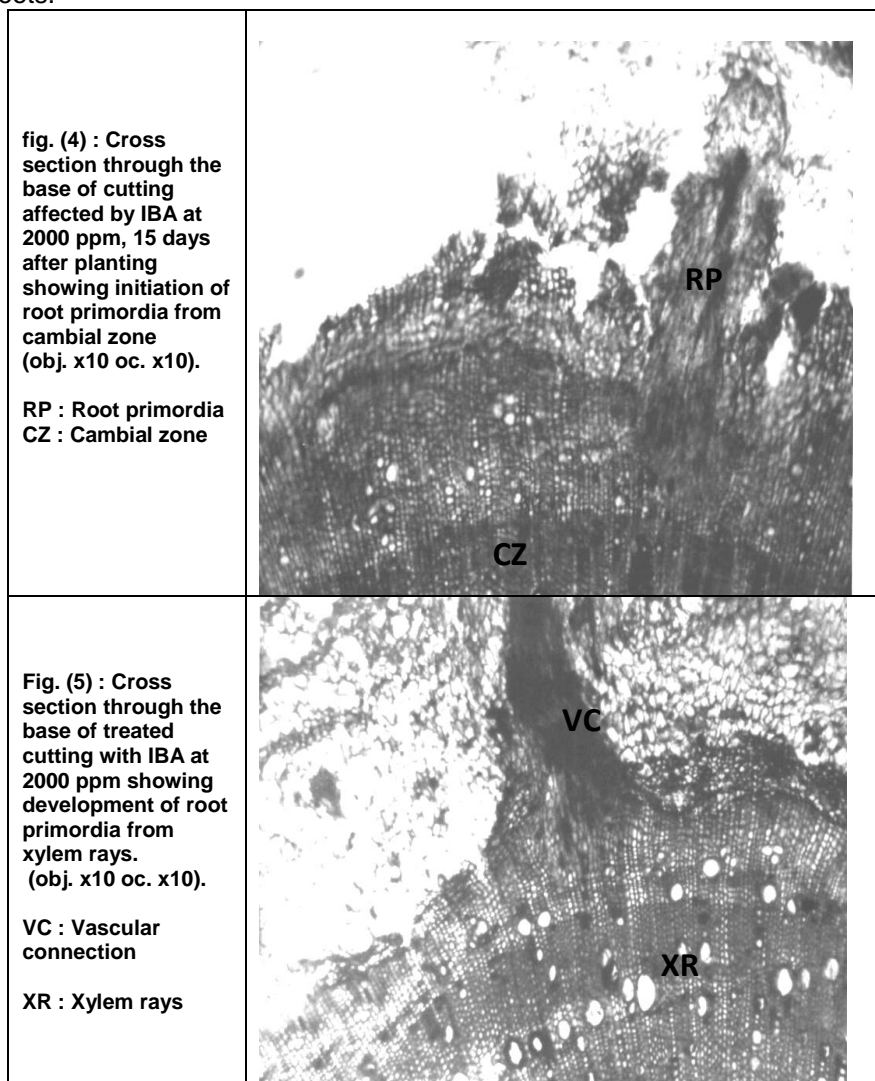 fig. (4) : Cross
section through the
base of cutting
affected by IBA at
2000 ppm, 15 days
after planting
showing initiation of
root primordia from
cambial zone
(obj. x10 oc. x10).
RP : Root primordia
CZ : Cambial zone
RP
CZ
Fig. (5) : Cross
section through the
base of treated
cutting with IBA at
2000 ppm showing
development of root
primordia from
xylem rays.
(obj. x10 oc. x10).
VC : Vascular
connection
XR : Xylem rays
VC
XR